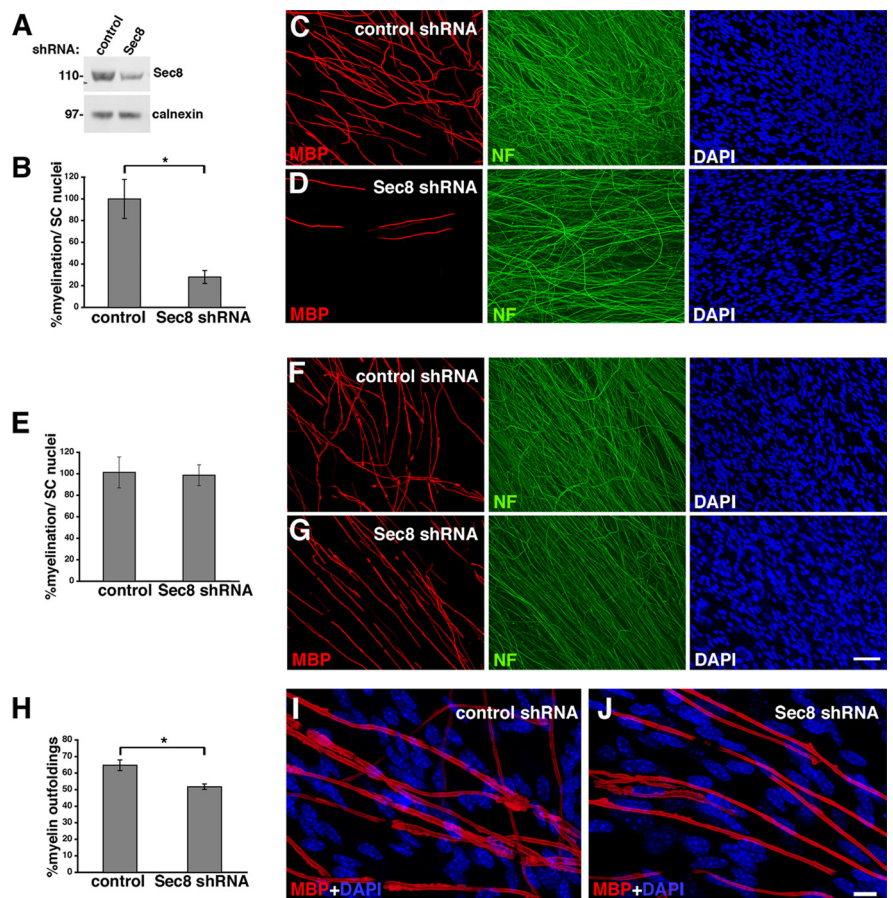 A
shRNA:
control
Sec8
110-
Sec8
97-
calnexin
B
*
%myelination/ SC nuclei
120
100
80
60
40
20
0
control
Sec8 shRNA
C
control shRNA
MBP
NF
DAPI
D
Sec8 shRNA
MBP
NF
DAPI
E
%myelination/ SC nuclei
120
100
80
60
40
20
0
control
Sec8 shRNA
F
control shRNA
MBP
NF
DAPI
G
Sec8 shRNA
MBP
NF
DAPI
H
*
%myelin outfoldings
80
70
60
50
40
30
20
10
0
control
Sec8 shRNA
I
control shRNA
MBP+DAPI
J
Sec8 shRNA
MBP+DAPI